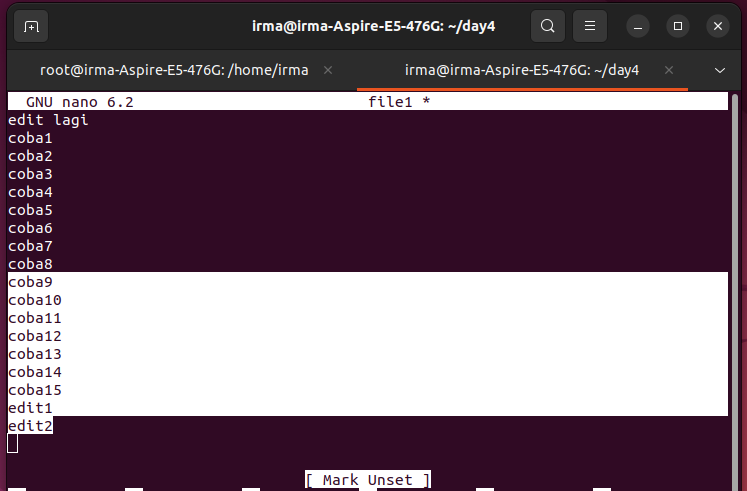 irma@irma-Aspire-E5-476G: ~/day4
root@irma-Aspire-E5-476G: /home/irma
irma@irma-Aspire-E5-476G: ~/day4
GNU nano 6.2 file1 *
edit lagi
coba1
coba2
coba3
coba4
coba5
coba6
coba7
coba8
coba9
coba10
coba11
coba12
coba13
coba14
coba15
edit1
edit2
[ Mark Unset ]